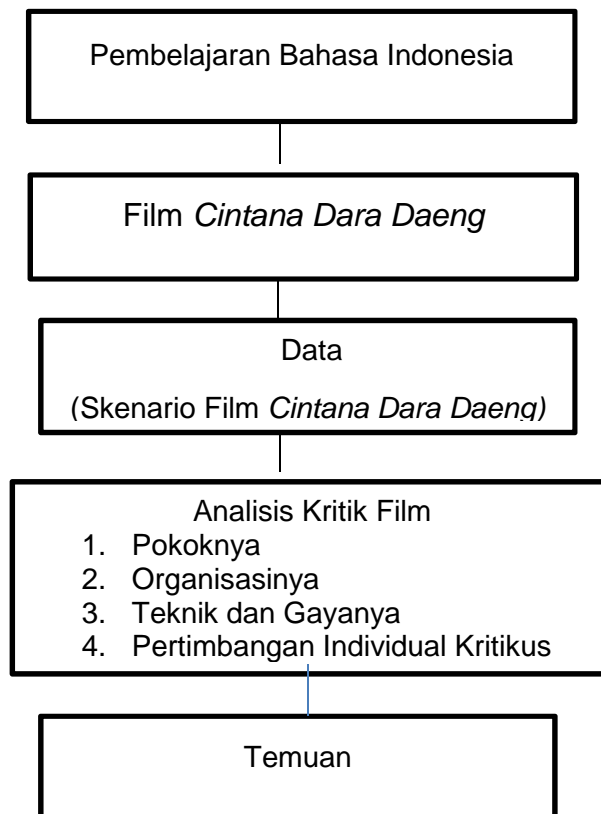 Pembelajaran Bahasa Indonesia
Film Cintana Dara Daeng
Data
(Skenario Film Cintana Dara Daeng)
Analisis Kritik Film
1. Pokoknya
2. Organisasinya
3. Teknik dan Gayanya
4. Pertimbangan Individual Kritikus
Temuan